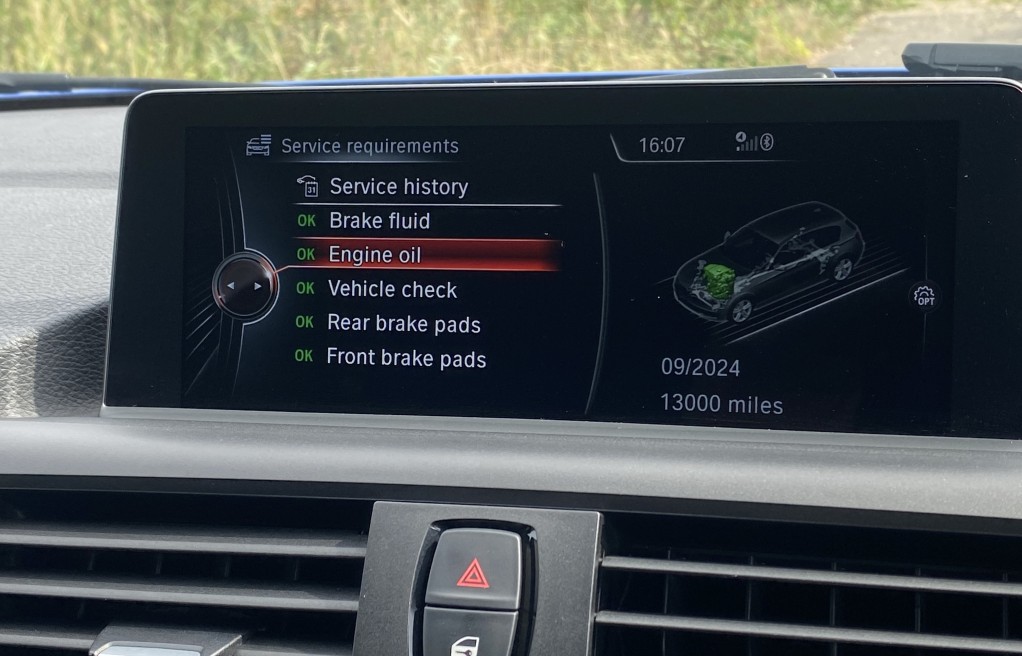 Service requirements
16:07
31 Service history
OK Brake fluid
OK Engine oil
OK Vehicle check
OK Rear brake pads
OK Front brake pads
OPT
09/2024
13000 miles